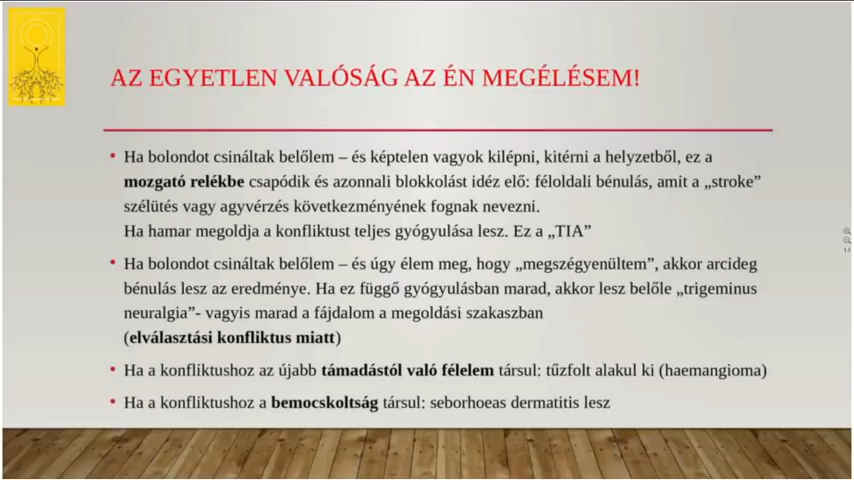 AZ EGYETLEN VALÓSÁG AZ ÉN MEGÉLÉSEM!
• Ha bolondot csináltak belőlem – és képtelen vagyok kilépni, kitérni a helyzetből, ez a
mozgató relékbe csapódik és azonnali blokkolást idéz elő: féloldali bénulás, amit a „stroke”
szélütés vagy agyvérzés következményének fognak nevezni.
Ha hamar megoldja a konfliktust teljes gyógyulása lesz. Ez a „TIA”
• Ha bolondot csináltak belőlem – és úgy élem meg, hogy „megszégyenültem”, akkor arcideg
bénulás lesz az eredménye. Ha ez függő gyógyulásban marad, akkor lesz belőle „trigeminus
neuralgia”- vagyis marad a fájdalom a megoldási szakaszban
(elválasztási konfliktus miatt)
• Ha a konfliktushoz az újabb támadástól való félelem társul: tűzfolt alakul ki (haemangioma)
• Ha a konfliktushoz a bemocskoltság társul: seborhoeas dermatitis lesz